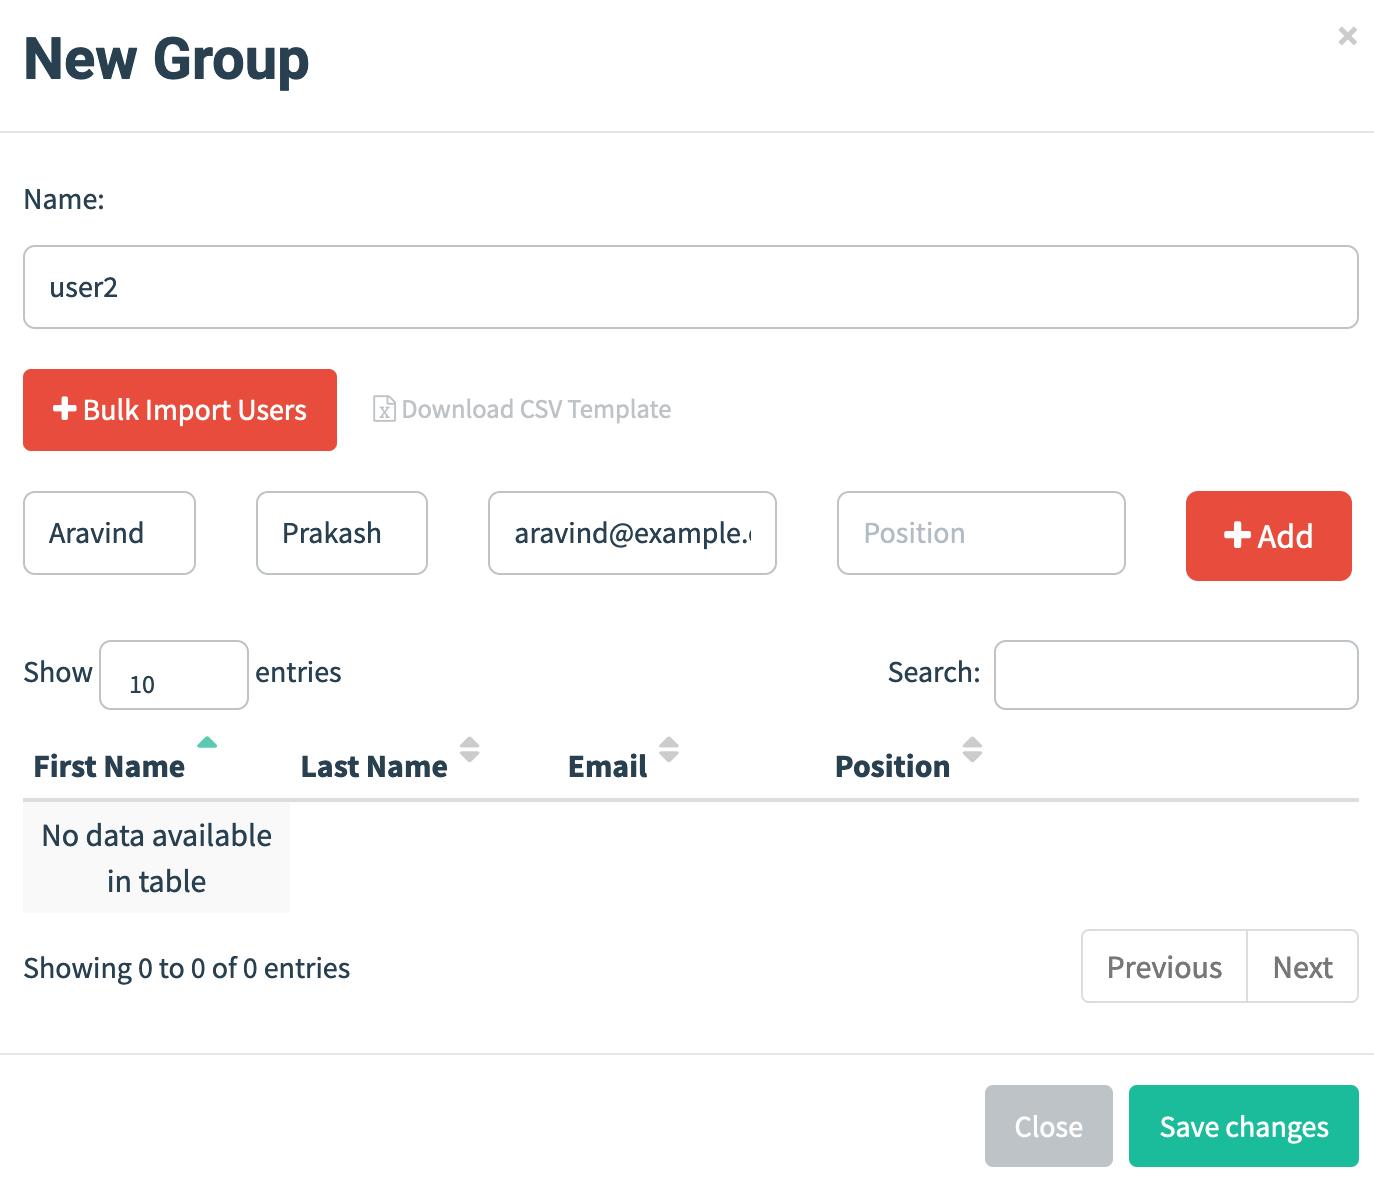 New Group
×
Name:
user2
Bulk Import Users
Download CSV Template
Aravind Prakash aravind@example. Position Add
Show 10 entries Search:
First Name Last Name Email Position
No data available
in table
Showing 0 to 0 of 0 entries
Previous Next
Close Save changes